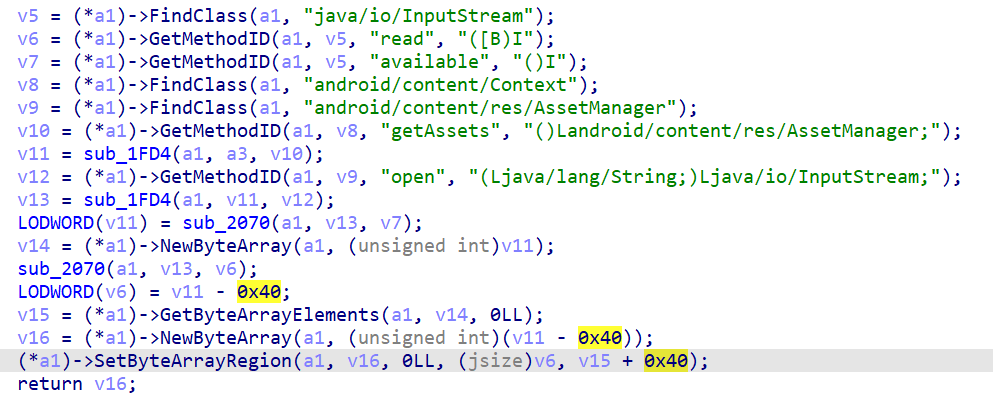 v5 = (*a1)->FindClass(a1, "java/io/InputStream");
v6 = (*a1)->GetMethodID(a1, v5, "read", "([B)I");
v7 = (*a1)->GetMethodID(a1, v5, "available", "()I");
v8 = (*a1)->FindClass(a1, "android/content/Context");
v9 = (*a1)->FindClass(a1, "android/content/res/AssetManager");
v10 = (*a1)->GetMethodID(a1, v8, "getAssets", "()Landroid/content/res/AssetManager;");
v11 = sub_1FD4(a1, a3, v10);
v12 = (*a1)->GetMethodID(a1, v9, "open", "(Ljava/lang/String;)Ljava/io/InputStream;");
v13 = sub_1FD4(a1, v11, v12);
LODWORD(v11) = sub_2070(a1, v13, v7);
v14 = (*a1)->NewByteArray(a1, (unsigned int)v11);
sub_2070(a1, v13, v6);
LODWORD(v6) = v11 - 0x40;
v15 = (*a1)->GetByteArrayElements(a1, v14, 0LL);
v16 = (*a1)->NewByteArray(a1, (unsigned int)(v11 - 0x40));
(*a1)->SetByteArrayRegion(a1, v16, 0LL, (jsize)v6, v15 + 0x40);
return v16;